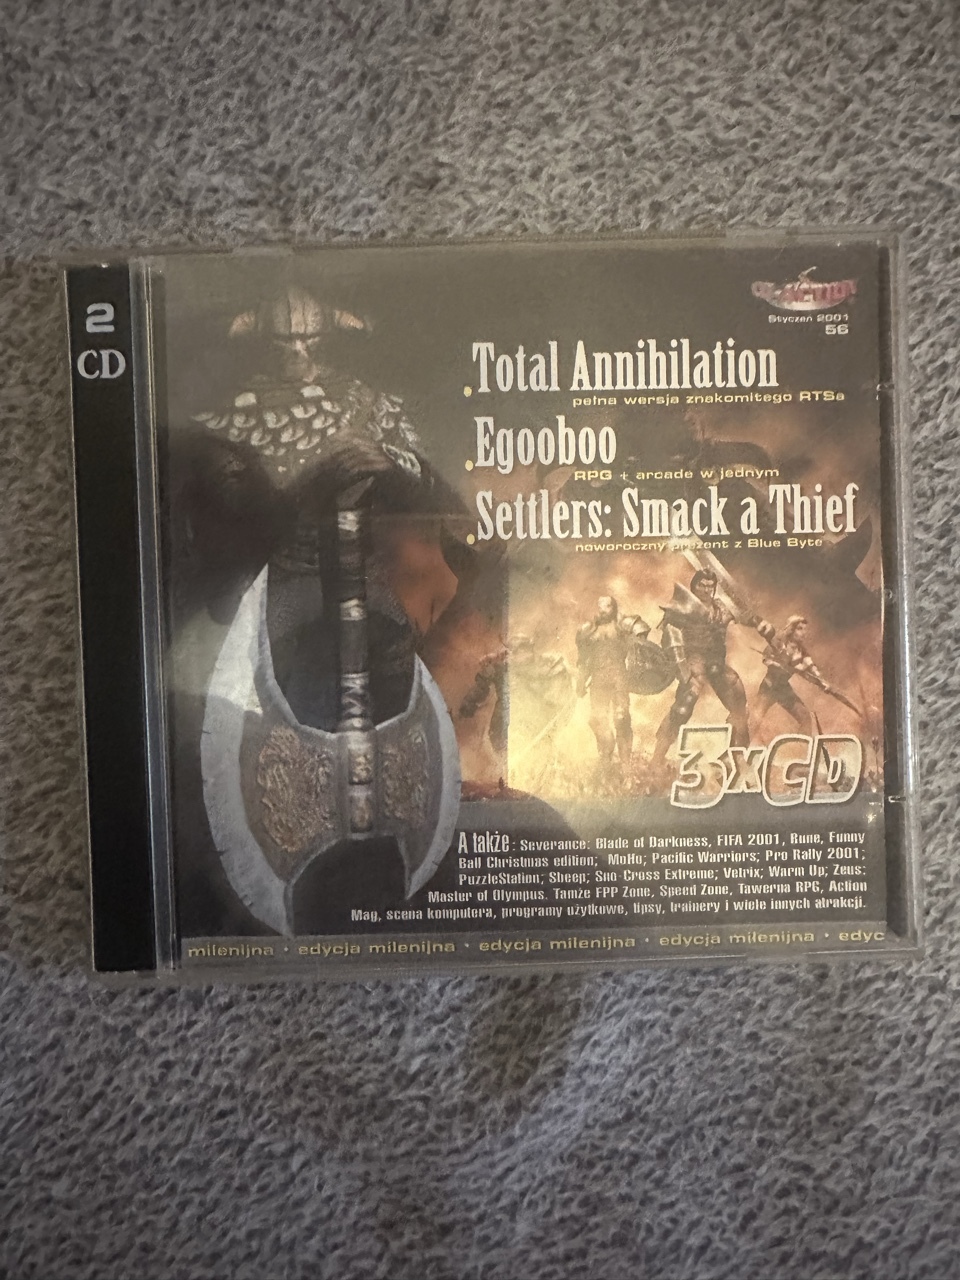 2
CD
CD-ACTION
Styczeń 2001
56
.Total Annihilation
pełna wersja znakomitego RTSa
.Egooboo
RPG + arcade w jednym
.Settlers: Smack a Thief
noworoczny prezent z Blue Byte
3xCD
A także: Severance: Blade of Darkness, FIFA 2001, Rune, Funny
Ball Christmas edition; MoHu; Pacific Warriors; Pro Rally 2001;
PuzzleStation; Sheep; Sno-Cross Extreme; Vetrix; Warm Up; Zeus:
Master of Olympus. Tamże FPP Zone, Speed Zone, Tawerna RPG, Action
Mag, scena komputera, programy użytkowe, tipsy, trainery i wiele innych atrakcji.
milenijna • edycja milenijna • edycja milenijna • edycja milenijna • edyc